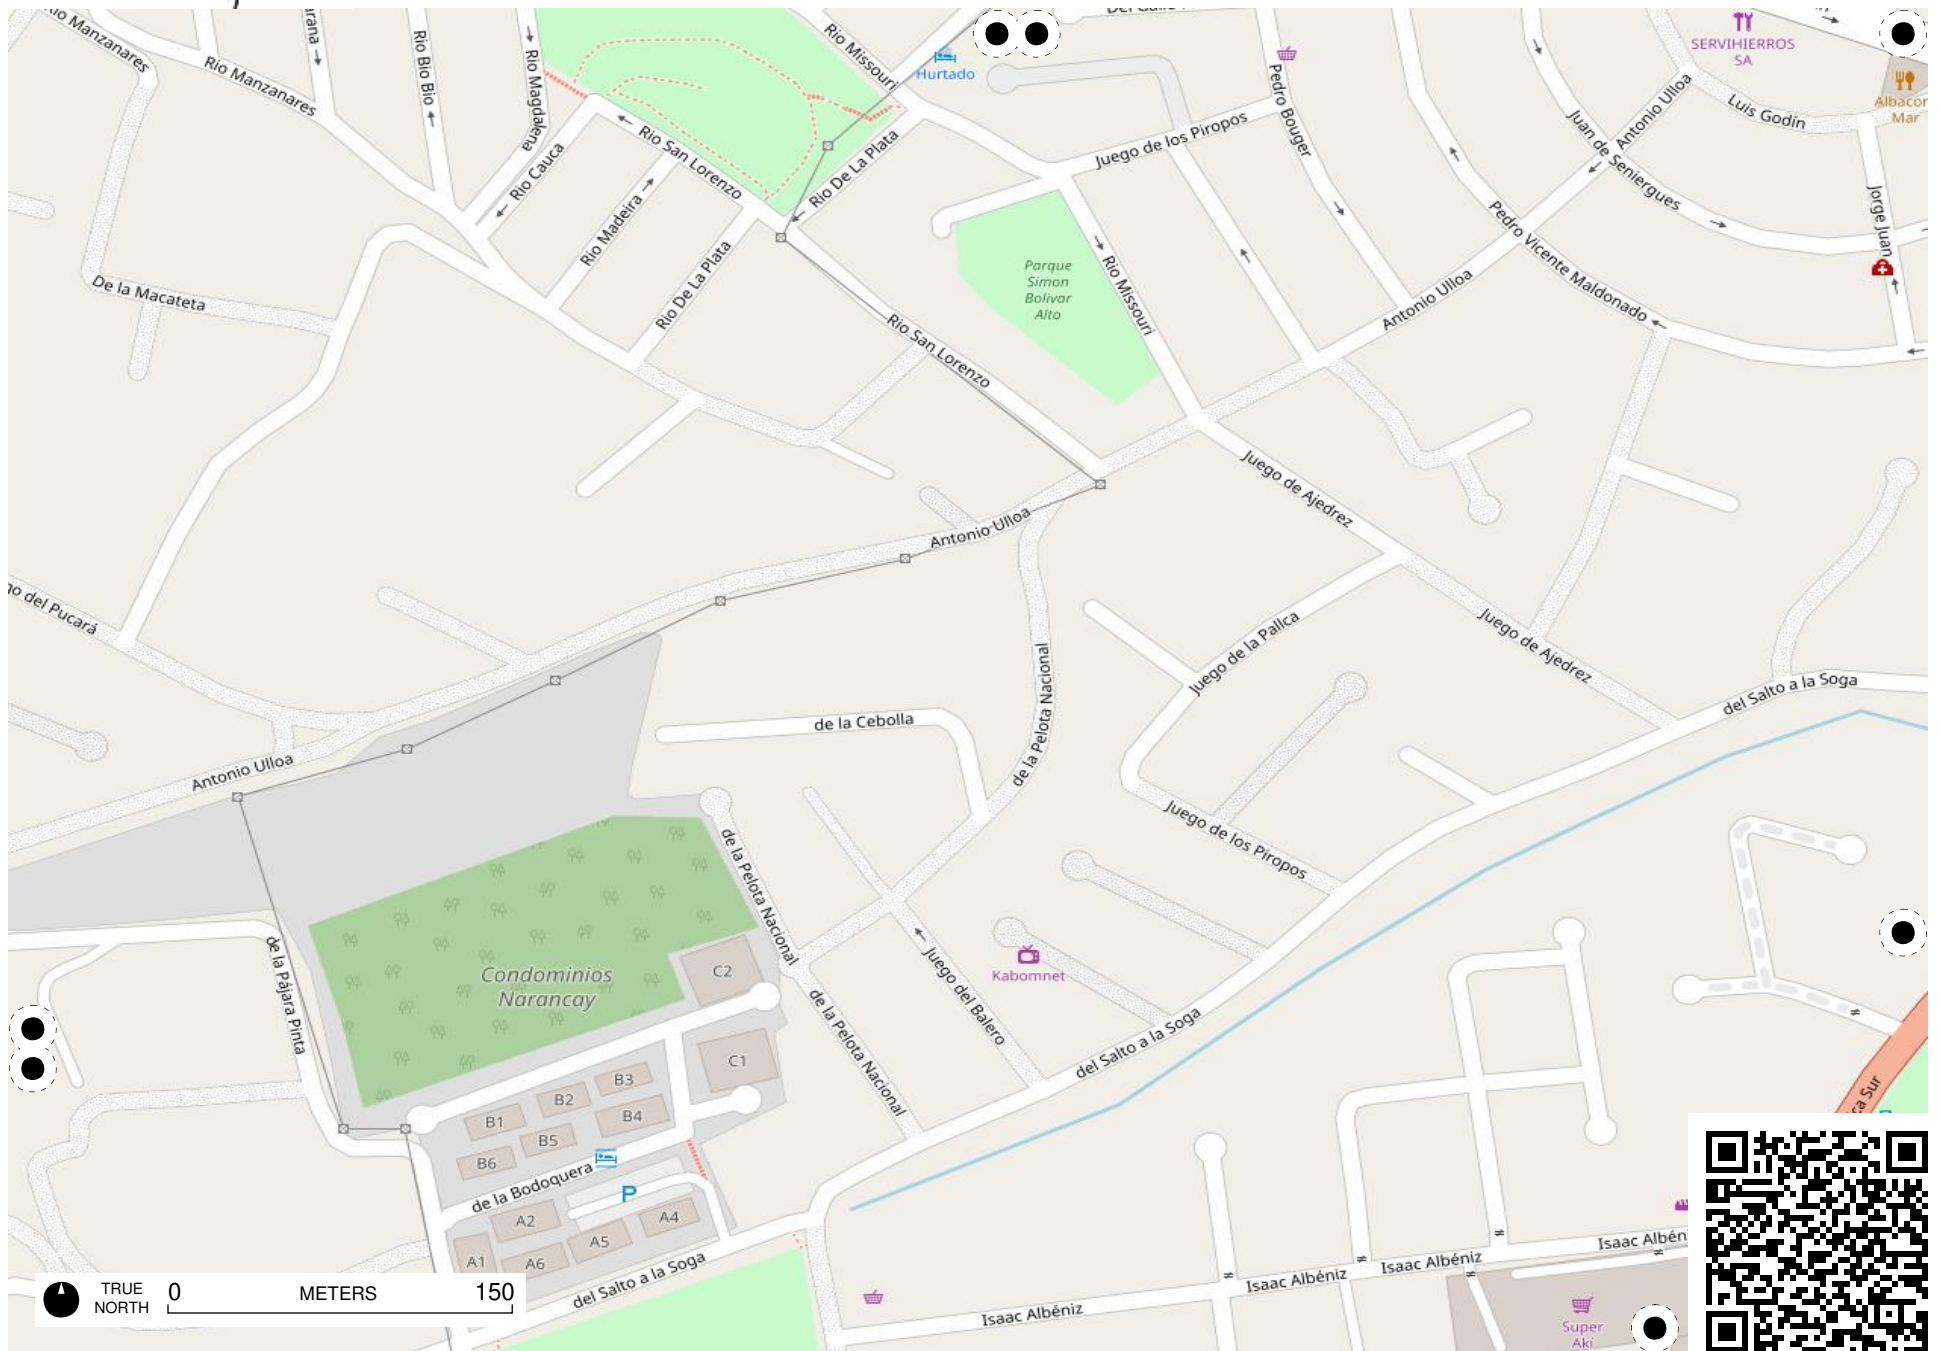 Rio Manzanares
Rio Manzanares
Rio Bio Bio
Rio Magdalena
Rio Missouri
Hurtado
SERVIHIERROS
SA
Albacor
Mar
Luis Godin
Antonio Ulloa
Juan de Seniergues
Pedro Bouger
Juego de los Piropos
Rio San Lorenzo
Rio Cauca
Rio Madeira
Rio De La Plata
Rio De La Plata
Jorge Juan
Pedro Vicente Maldonado
Parque
Simon
Bolivar
Alto
Rio Missouri
Antonio Ulloa
De la Macateta
Rio San Lorenzo
Juego de Ajedrez
Antonio Ulloa
no del Pucará
Juego de la Pallca
Juego de Ajedrez
de la Pelota Nacional
del Salto a la Soga
de la Cebolla
Antonio Ulloa
Juego de los Piropos
de la Pelota Nacional
de la Pájara Pinta
Condominios
Narancay
C2
Juego del Balero
Kabomnet
de la Pelota Nacional
del Salto a la Soga
C1
B3
B2
B1
B4
B5
B6
de la Bodoquera
P
A2
A4
A5
A1
A6
ca Sur
del Salto a la Soga
Isaac Albén
Isaac Albéniz
Isaac Albéniz
Isaac Albéniz
Super
Akí
TRUE
NORTH
0 METERS 150